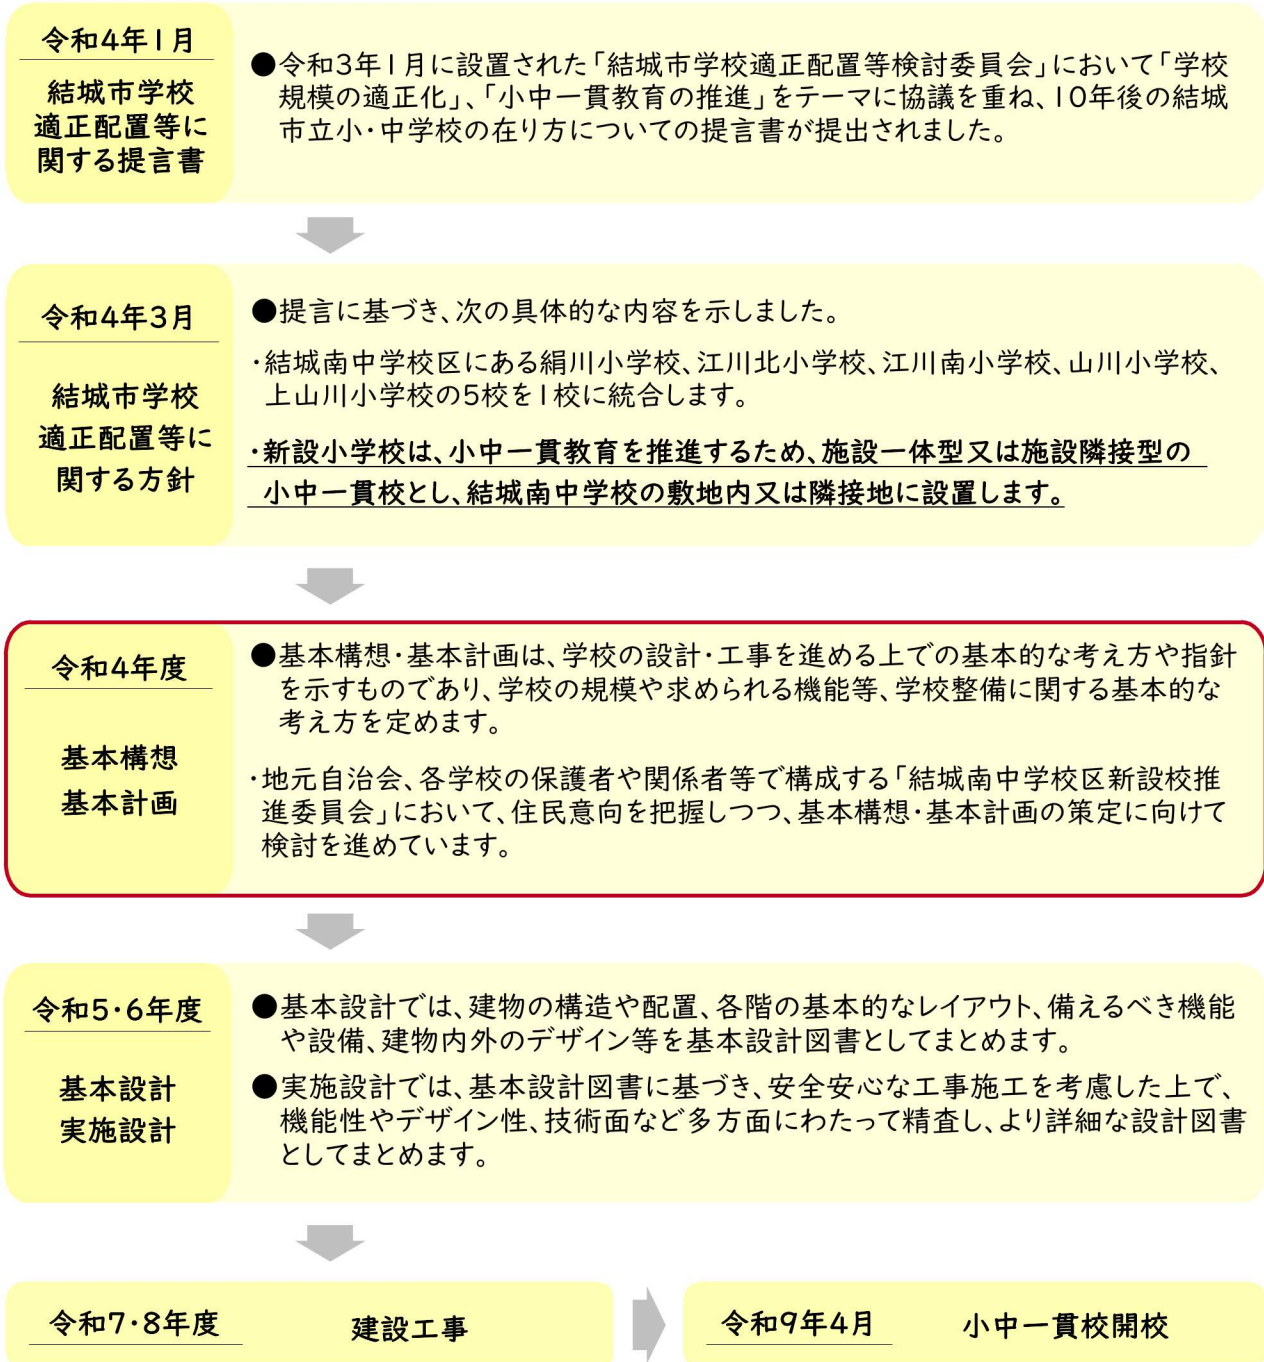 令和4年1月
結城市学校
適正配置等に
関する提言書
●令和3年1月に設置された「結城市学校適正配置等検討委員会」において「学校
規模の適正化」、「小中一貫教育の推進」をテーマに協議を重ね、10年後の結城
市立小・中学校の在り方についての提言書が提出されました。
令和4年3月
結城市学校
適正配置等に
関する方針
●提言に基づき、次の具体的な内容を示しました。
・結城南中学校区にある絹川小学校、江川北小学校、江川南小学校、山川小学校、
上山川小学校の5校を1校に統合します。
・新設小学校は、小中一貫教育を推進するため、施設一体型又は施設隣接型の
小中一貫校とし、結城南中学校の敷地内又は隣接地に設置します。
令和4年度
基本構想
基本計画
●基本構想・基本計画は、学校の設計・工事を進める上での基本的な考え方や指針
を示すものであり、学校の規模や求められる機能等、学校整備に関する基本的な
考え方を定めます。
・地元自治会、各学校の保護者や関係者等で構成する「結城南中学校区新設校推
進委員会」において、住民意向を把握しつつ、基本構想・基本計画の策定に向けて
検討を進めています。
令和5・6年度
基本設計
実施設計
●基本設計では、建物の構造や配置、各階の基本的なレイアウト、備えるべき機能
や設備、建物内外のデザイン等を基本設計図書としてまとめます。
●実施設計では、基本設計図書に基づき、安全安心な工事施工を考慮した上で、
機能性やデザイン性、技術面など多方面にわたって精査し、より詳細な設計図書
としてまとめます。
令和7・8年度
建設工事
令和9年4月
小中一貫校開校